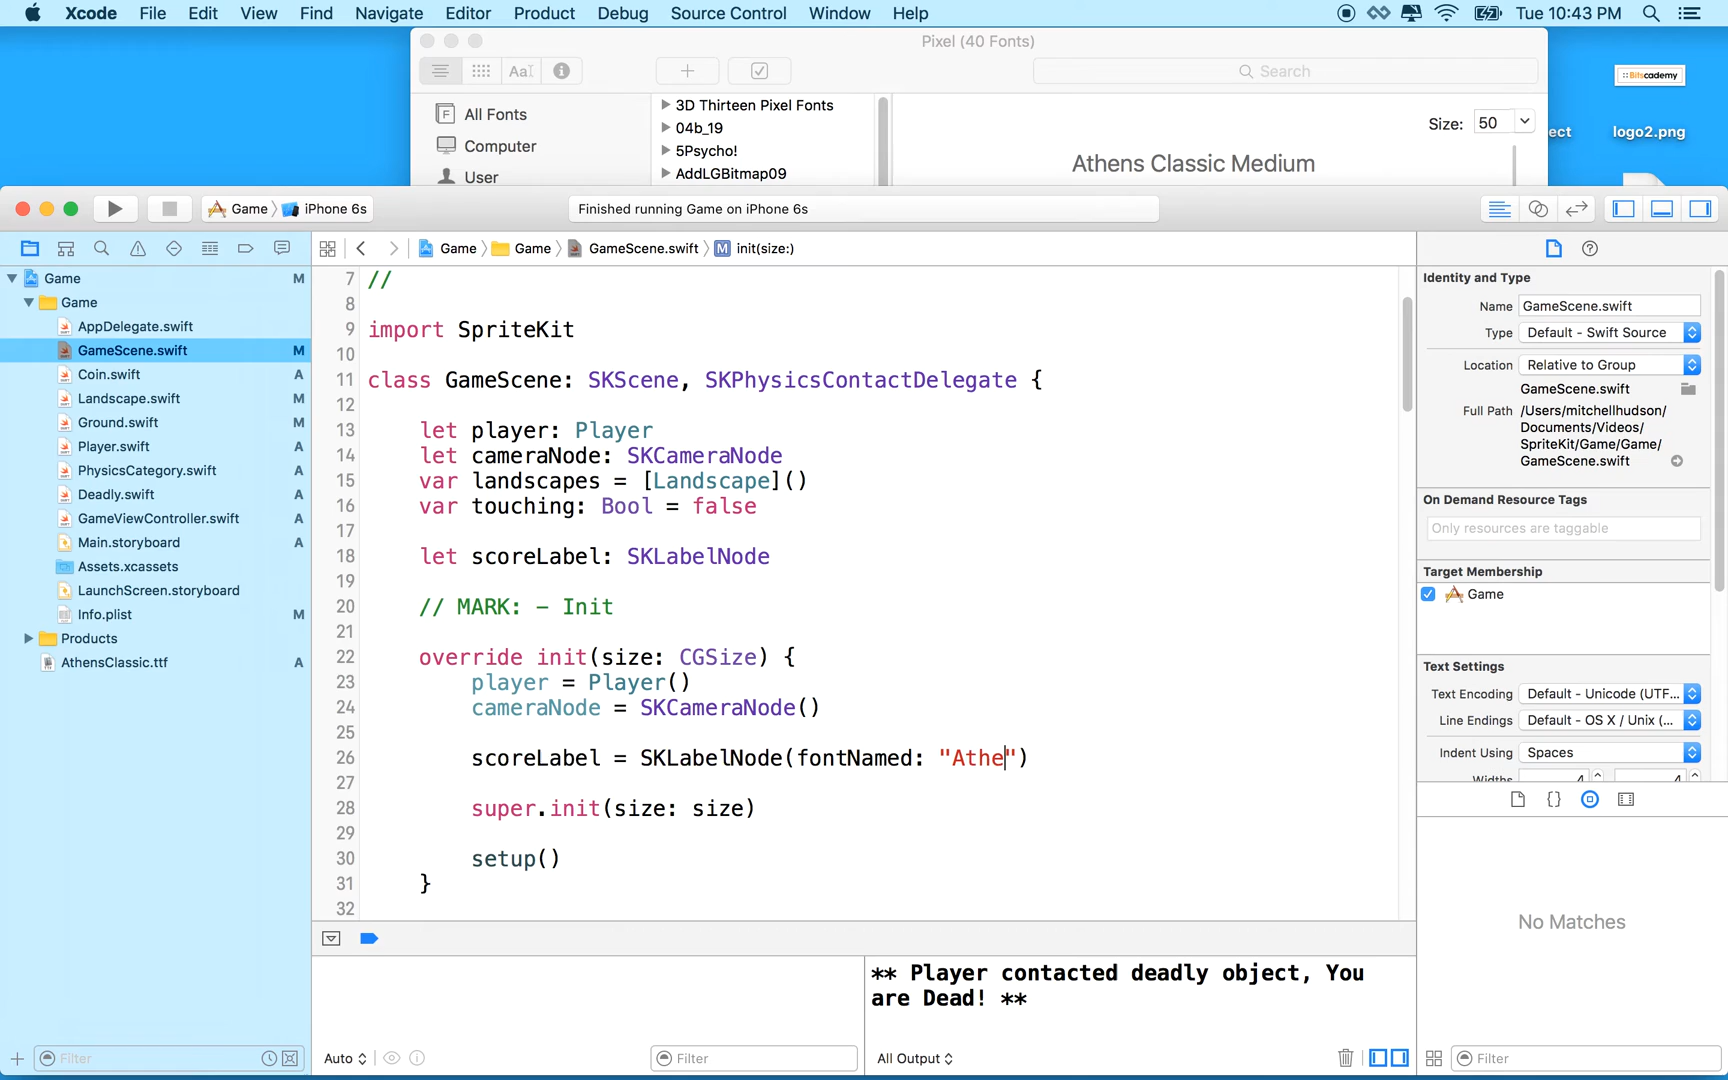 Xcode File Edit View Find Navigate Editor Product Debug Source Control Window Help Tue 10:43 PM
Pixel (40 Fonts)
Search
All Fonts
Computer
User
3D Thirteen Pixel Fonts
04b_19
5Psycho!
AddLGBitmap09
Size: 50
Athens Classic Medium
::Bitscademy
ect
logo2.png
Game iPhone 6s
Finished running Game on iPhone 6s
Game Game GameScene.swift M init(size:)
Game M
Game
AppDelegate.swift
GameScene.swift M
Coin.swift A
Landscape.swift M
Ground.swift M
Player.swift A
PhysicsCategory.swift A
Deadly.swift A
GameViewController.swift A
Main.storyboard A
Assets.xcassets
LaunchScreen.storyboard
Info.plist M
Products
AthensClassic.ttf A
Filter
7 //
8
9 import SpriteKit
10
11 class GameScene: SKScene, SKPhysicsContactDelegate {
12
13 let player: Player
14 let cameraNode: SKCameraNode
15 var landscapes = [Landscape]()
16 var touching: Bool = false
17
18 let scoreLabel: SKLabelNode
19
20 // MARK: - Init
21
22 override init(size: CGSize) {
23 player = Player()
24 cameraNode = SKCameraNode()
25
26 scoreLabel = SKLabelNode(fontNamed: "Athe")
27
28 super.init(size: size)
29
30 setup()
31 }
32
Auto
Filter
** Player contacted deadly object, You
are Dead! **
All Output
Identity and Type
Name GameScene.swift
Type Default - Swift Source
Location Relative to Group
GameScene.swift
Full Path /Users/mitchellhudson/
Documents/Videos/
SpriteKit/Game/Game/
GameScene.swift
On Demand Resource Tags
Only resources are taggable
Target Membership
Game
Text Settings
Text Encoding Default - Unicode (UTF...
Line Endings Default - OS X / Unix (...
Indent Using Spaces
Widths 4 4
No Matches
Filter